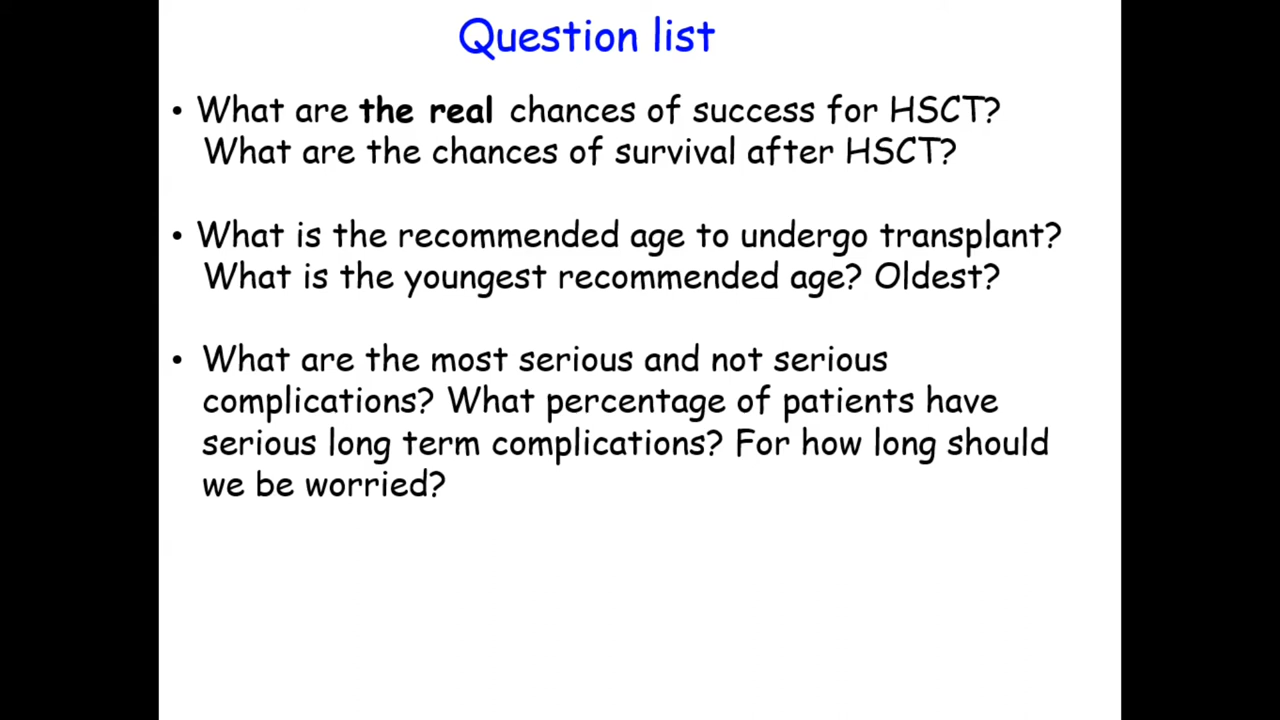 Question list
• What are the real chances of success for HSCT?
What are the chances of survival after HSCT?
• What is the recommended age to undergo transplant?
What is the youngest recommended age? Oldest?
• What are the most serious and not serious
complications? What percentage of patients have
serious long term complications? For how long should
we be worried?